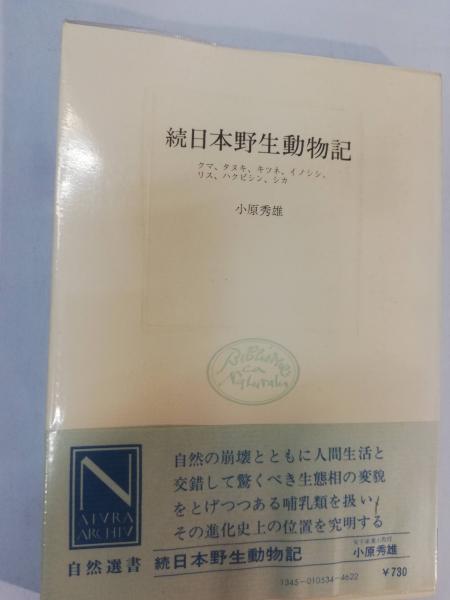 続日本野生動物記
クマ、タヌキ、キツネ、イノシシ、
リス、ハクビシン、シカ
小原秀雄
自然の崩壊とともに人間生活と
交錯して驚くべき生態相の変貌
をとげつつある哺乳類を扱い、
その進化史上の位置を究明する
N
NATVRA
ARCHIV
自然選書
続日本野生動物記
小原秀雄
1345-010534-4622
¥730